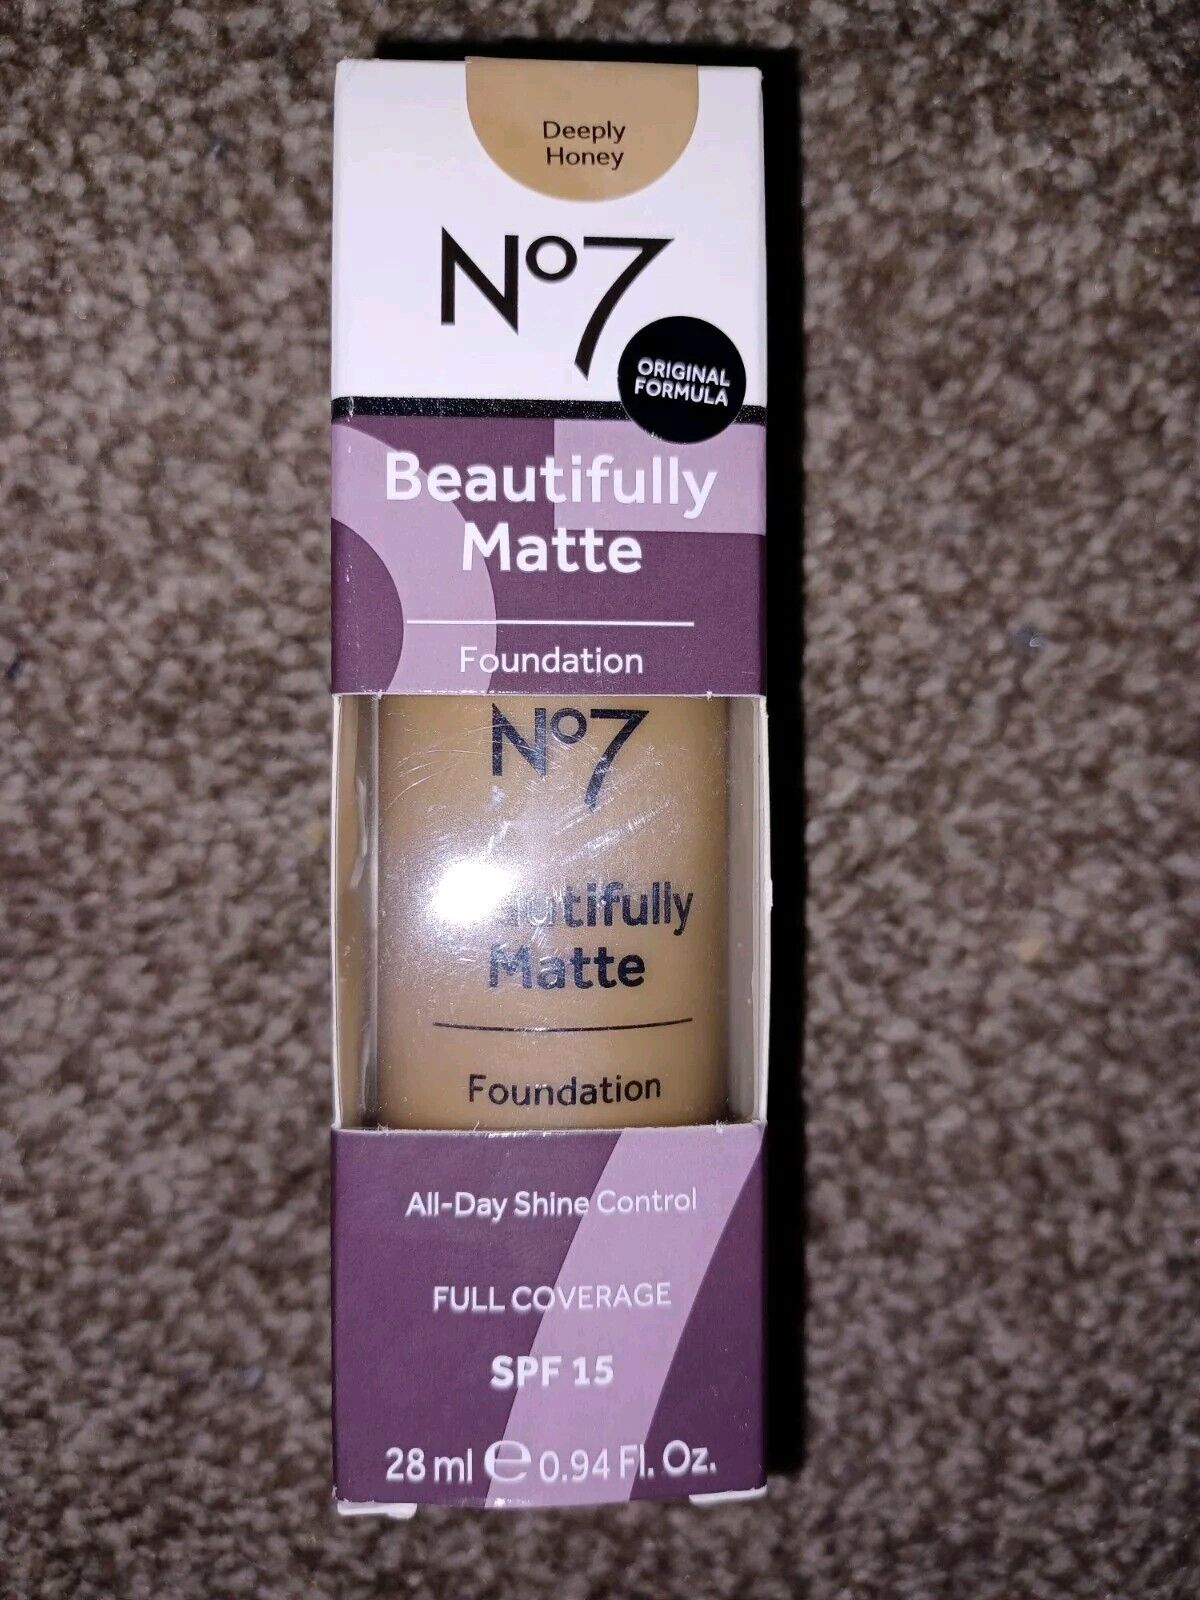 Deeply
Honey
No7
ORIGINAL
FORMULA
Beautifully
Matte
Foundation
No7
Beautifully
Matte
Foundation
All-Day Shine Control
FULL COVERAGE
SPF 15
28 ml ℮ 0.94 Fl. Oz.